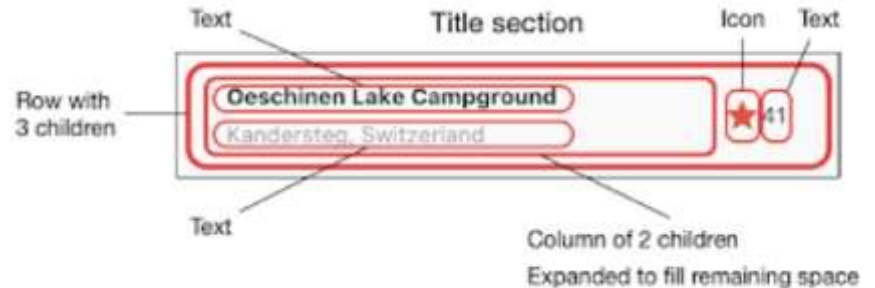 Title section
Text
Icon
Text
Row with
3 children
Oeschinen Lake Campground
Kandersteg, Switzerland
41
Text
Column of 2 children
Expanded to fill remaining space